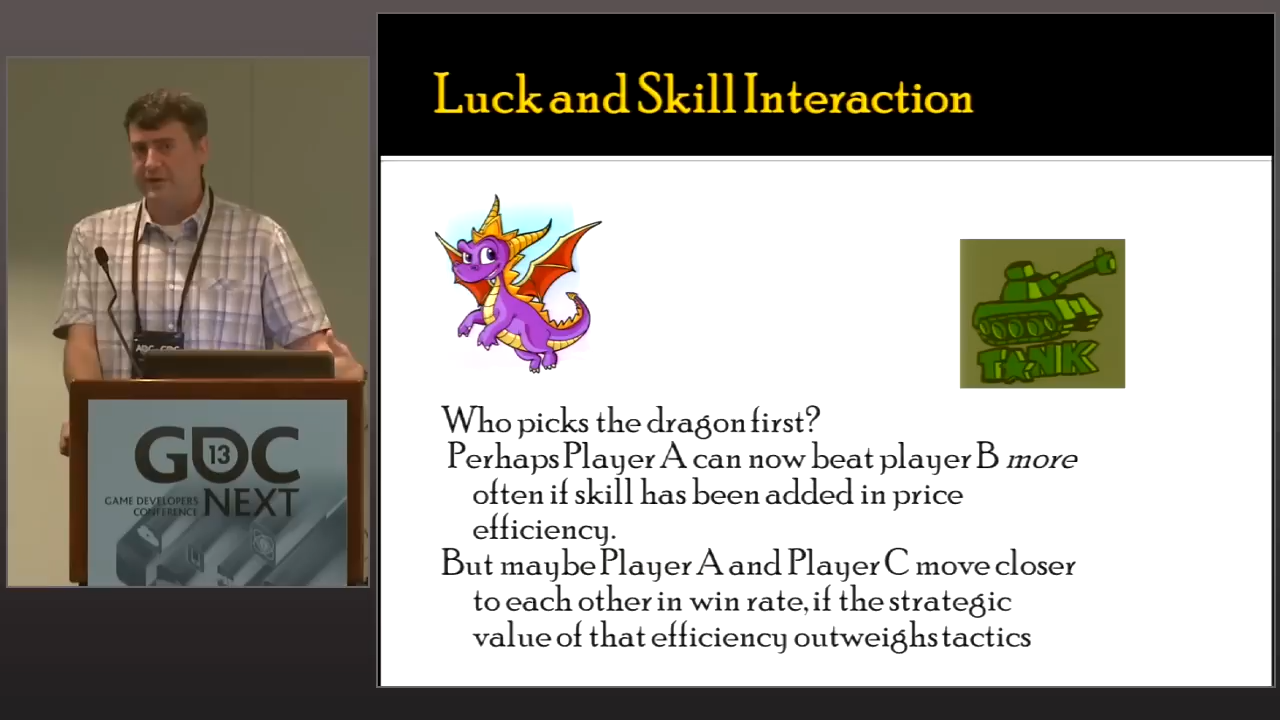 Luck and Skill Interaction
TANK
Who picks the dragon first?
Perhaps Player A can now beat player B more
often if skill has been added in price
efficiency.
But maybe Player A and Player C move closer
to each other in win rate, if the strategic
value of that efficiency outweighs tactics
GDC
13
GAME DEVELOPERS
CONFERENCE
NEXT